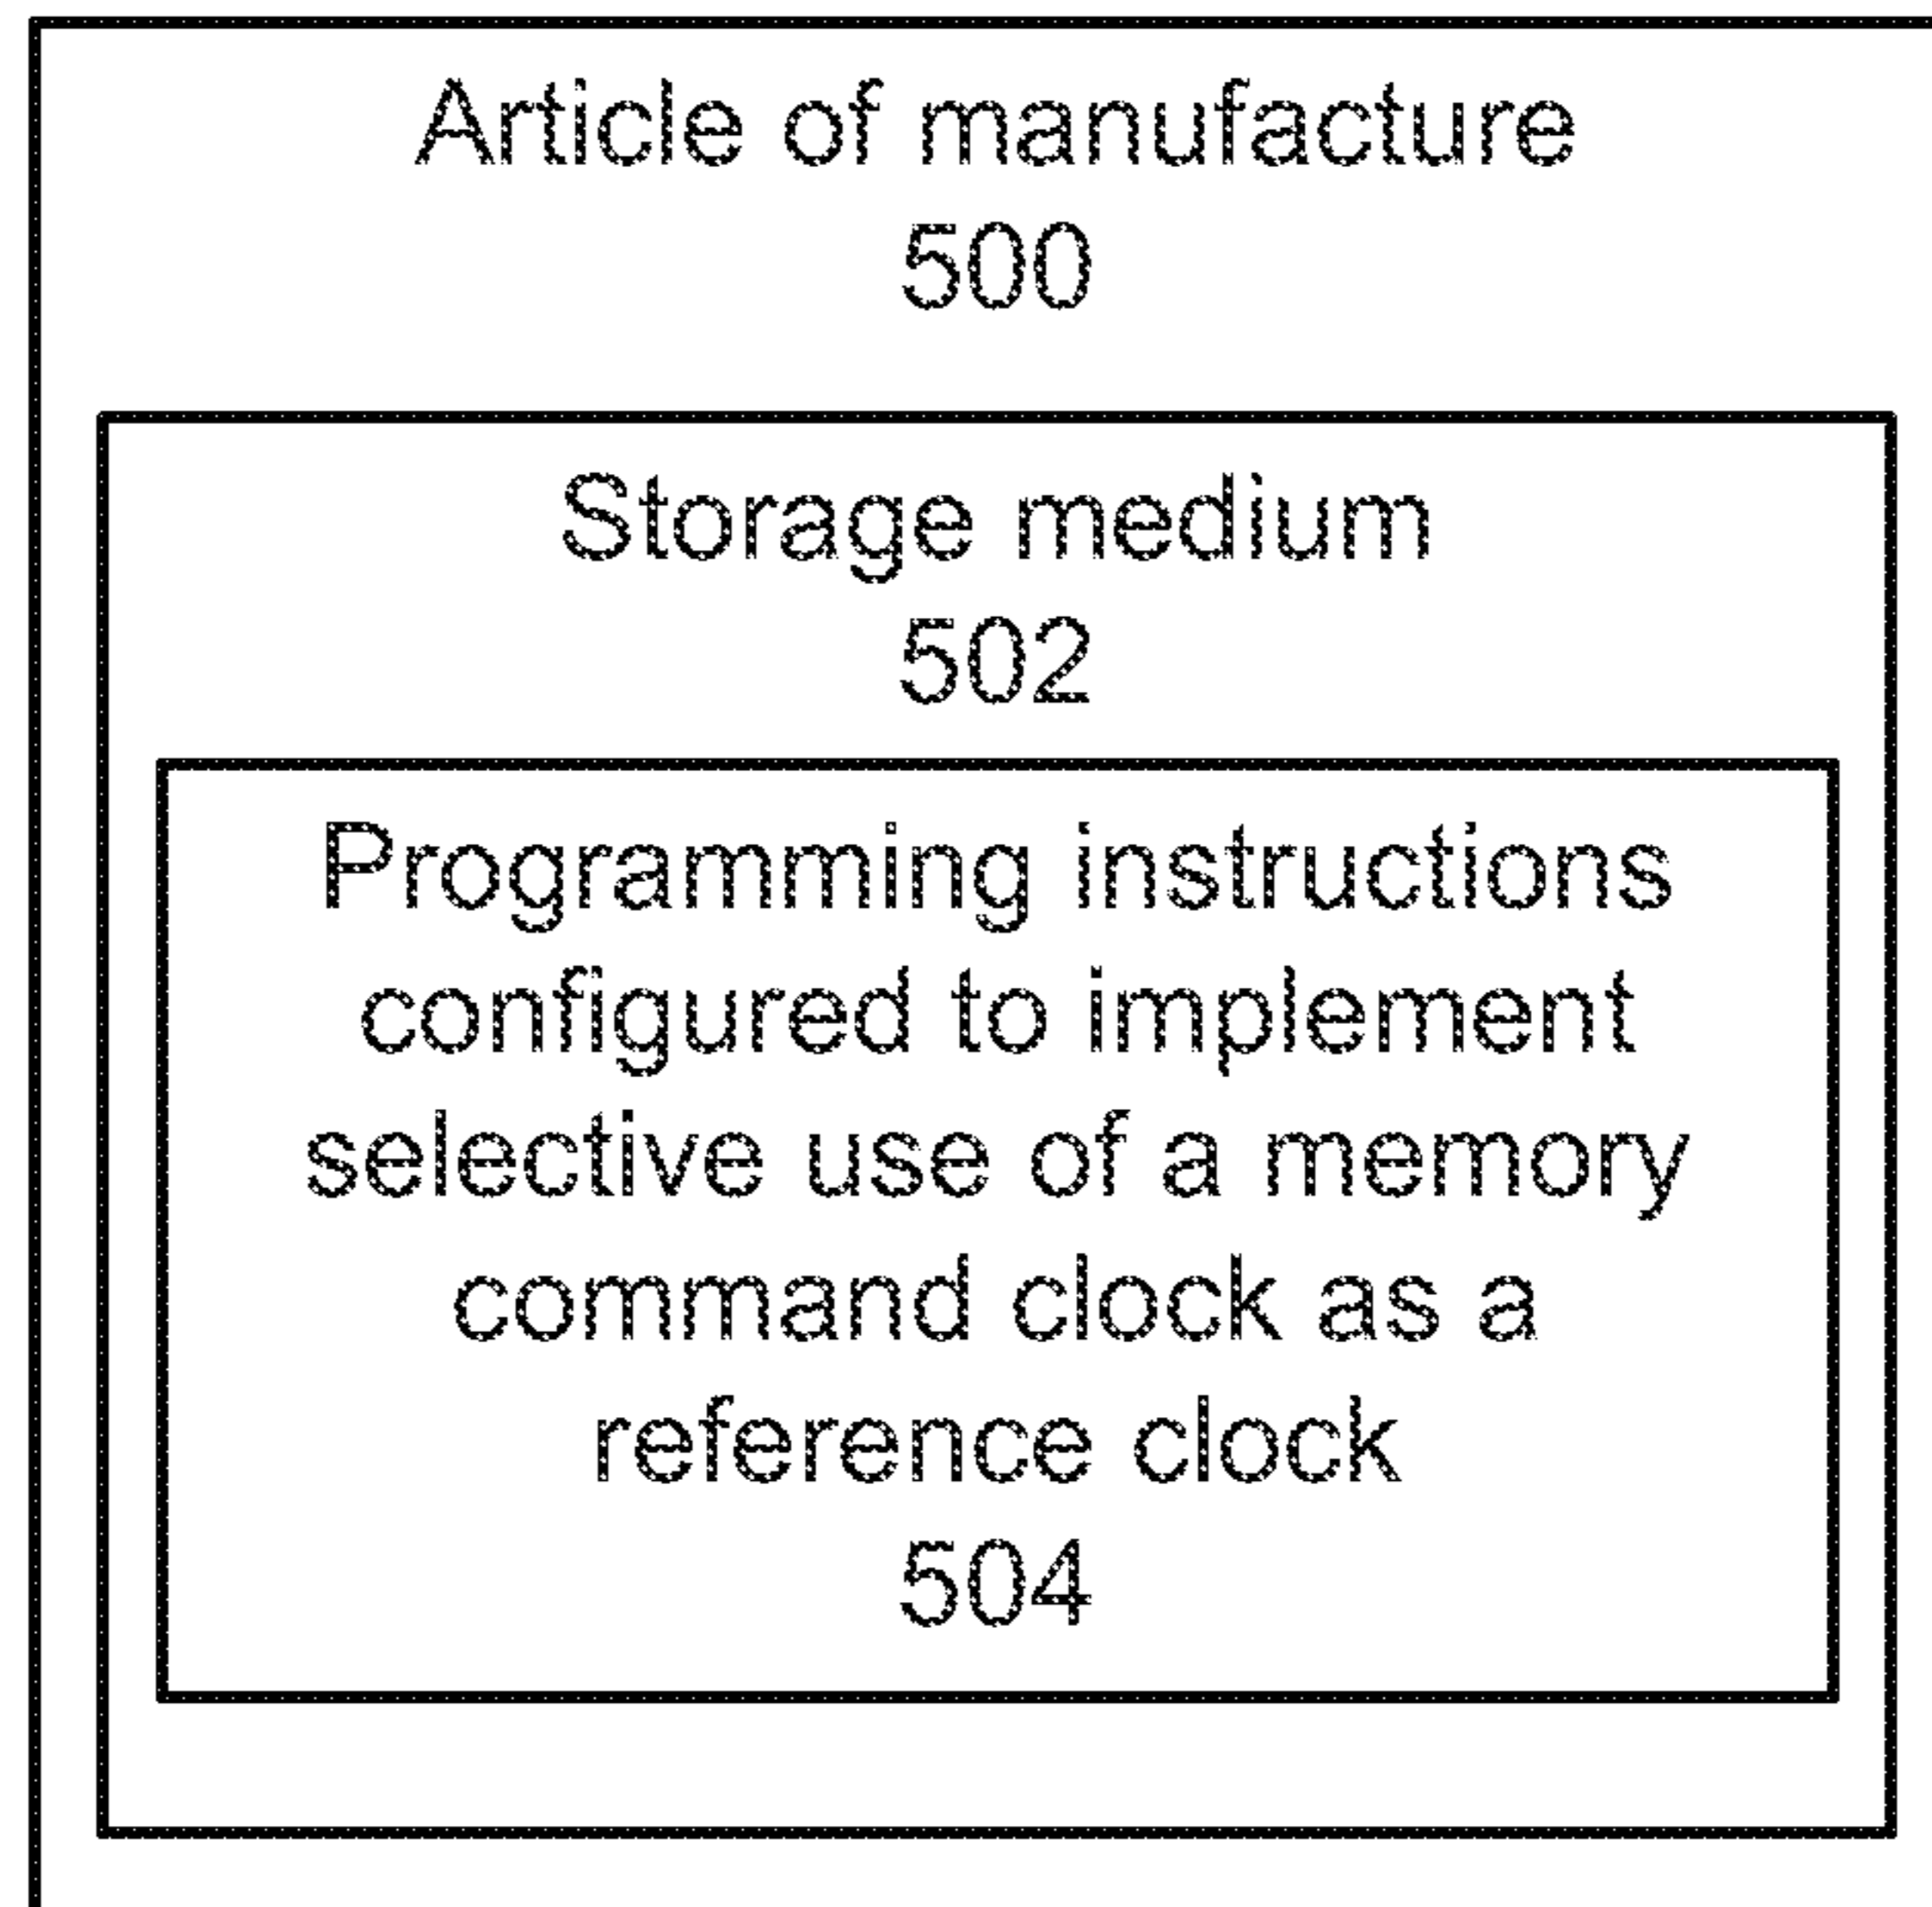 Article of manufacture
500
Storage medium
502
Programming instructions
configured to implement
selective use of a memory
command clock as a
reference clock
504